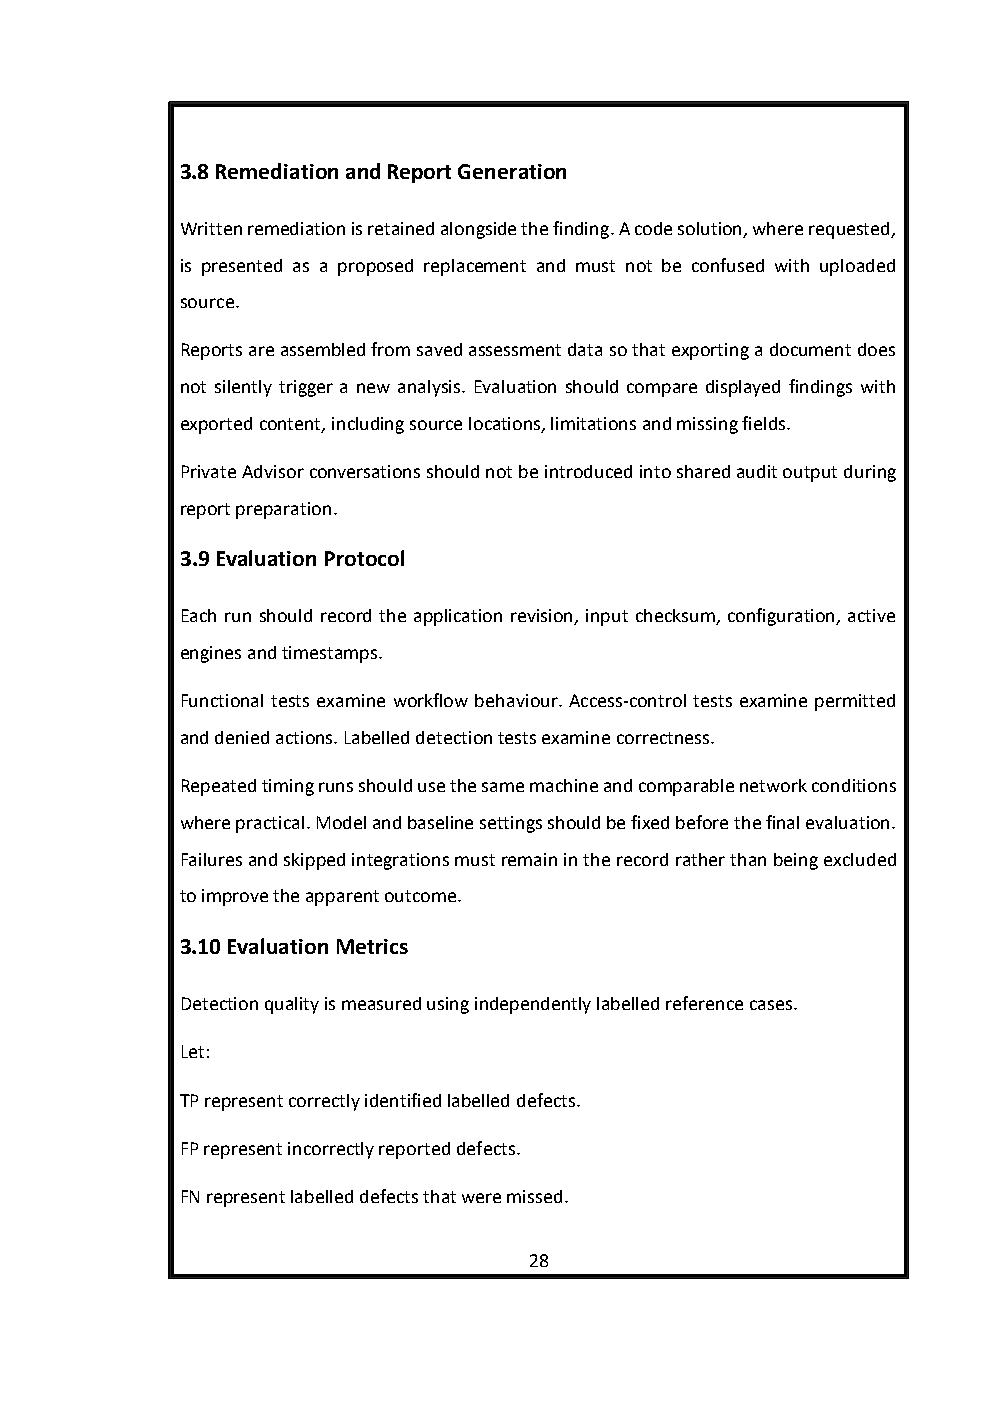 3.8 Remediation and Report Generation
Written remediation is retained alongside the finding. A code solution, where requested,
is presented as a proposed replacement and must not be confused with uploaded
source.
Reports are assembled from saved assessment data so that exporting a document does
not silently trigger a new analysis. Evaluation should compare displayed findings with
exported content, including source locations, limitations and missing fields.
Private Advisor conversations should not be introduced into shared audit output during
report preparation.
3.9 Evaluation Protocol
Each run should record the application revision, input checksum, configuration, active
engines and timestamps.
Functional tests examine workflow behaviour. Access-control tests examine permitted
and denied actions. Labelled detection tests examine correctness.
Repeated timing runs should use the same machine and comparable network conditions
where practical. Model and baseline settings should be fixed before the final evaluation.
Failures and skipped integrations must remain in the record rather than being excluded
to improve the apparent outcome.
3.10 Evaluation Metrics
Detection quality is measured using independently labelled reference cases.
Let:
TP represent correctly identified labelled defects.
FP represent incorrectly reported defects.
FN represent labelled defects that were missed.
28